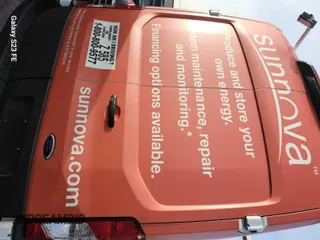 sunnova
Produce and store your
own energy.
System maintenance, repair
and monitoring.*
Financing options available.
sunnova.com
Ford
Galaxy S23 FE